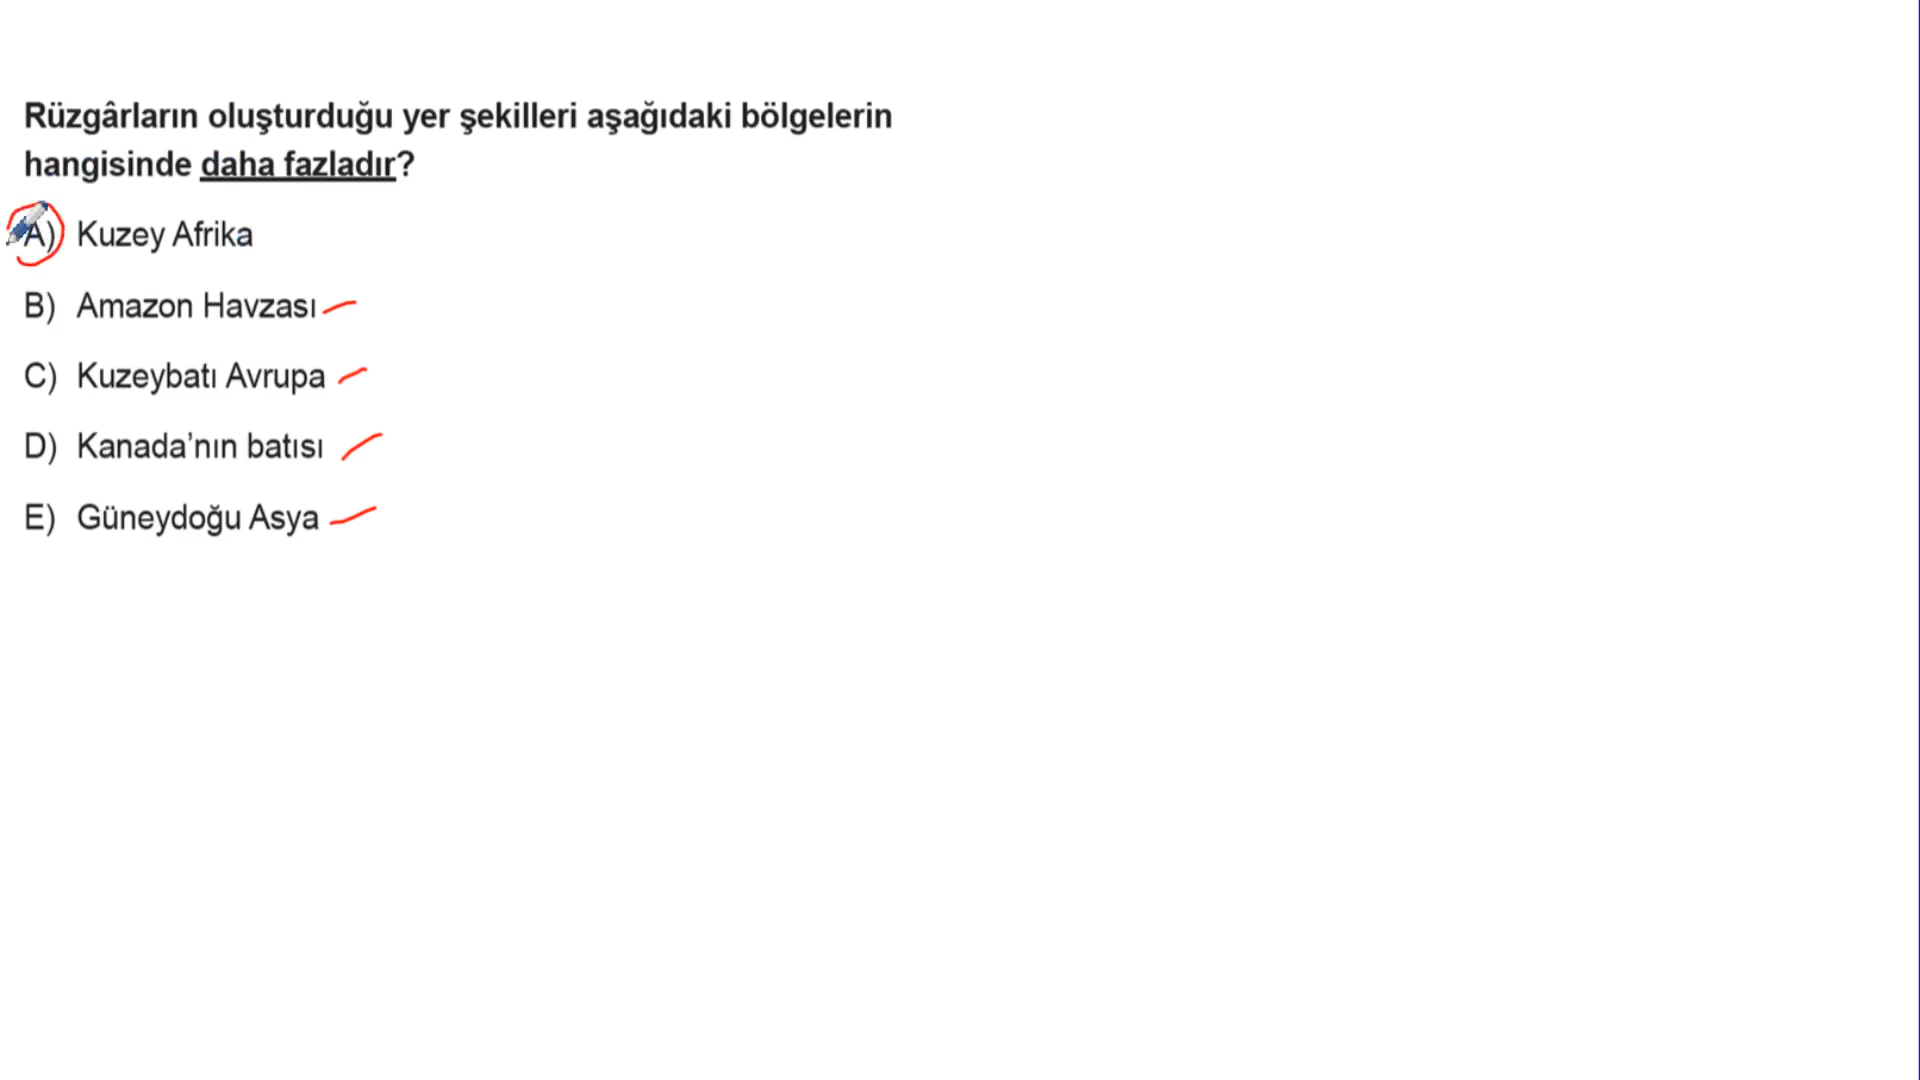 Rüzgârların oluşturduğu yer şekilleri aşağıdaki bölgelerin
hangisinde daha fazladır?
A) Kuzey Afrika
B) Amazon Havzası
C) Kuzeybatı Avrupa
D) Kanada’nın batısı
E) Güneydoğu Asya